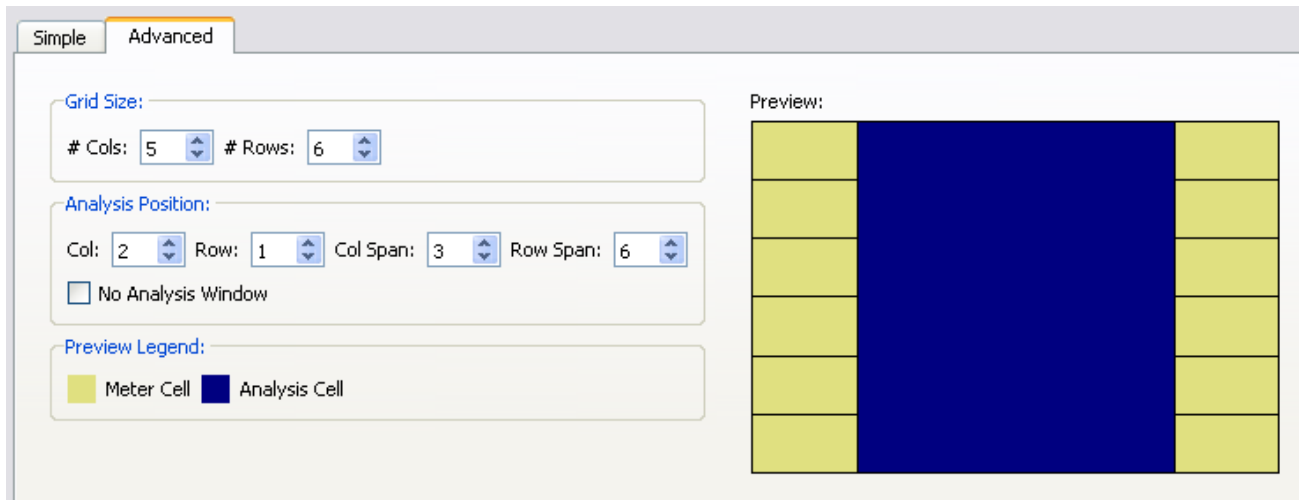 Simple Advanced
Grid Size:
# Cols: 5 # Rows: 6
Analysis Position:
Col: 2 Row: 1 Col Span: 3 Row Span: 6
No Analysis Window
Preview Legend:
Meter Cell Analysis Cell
Preview: